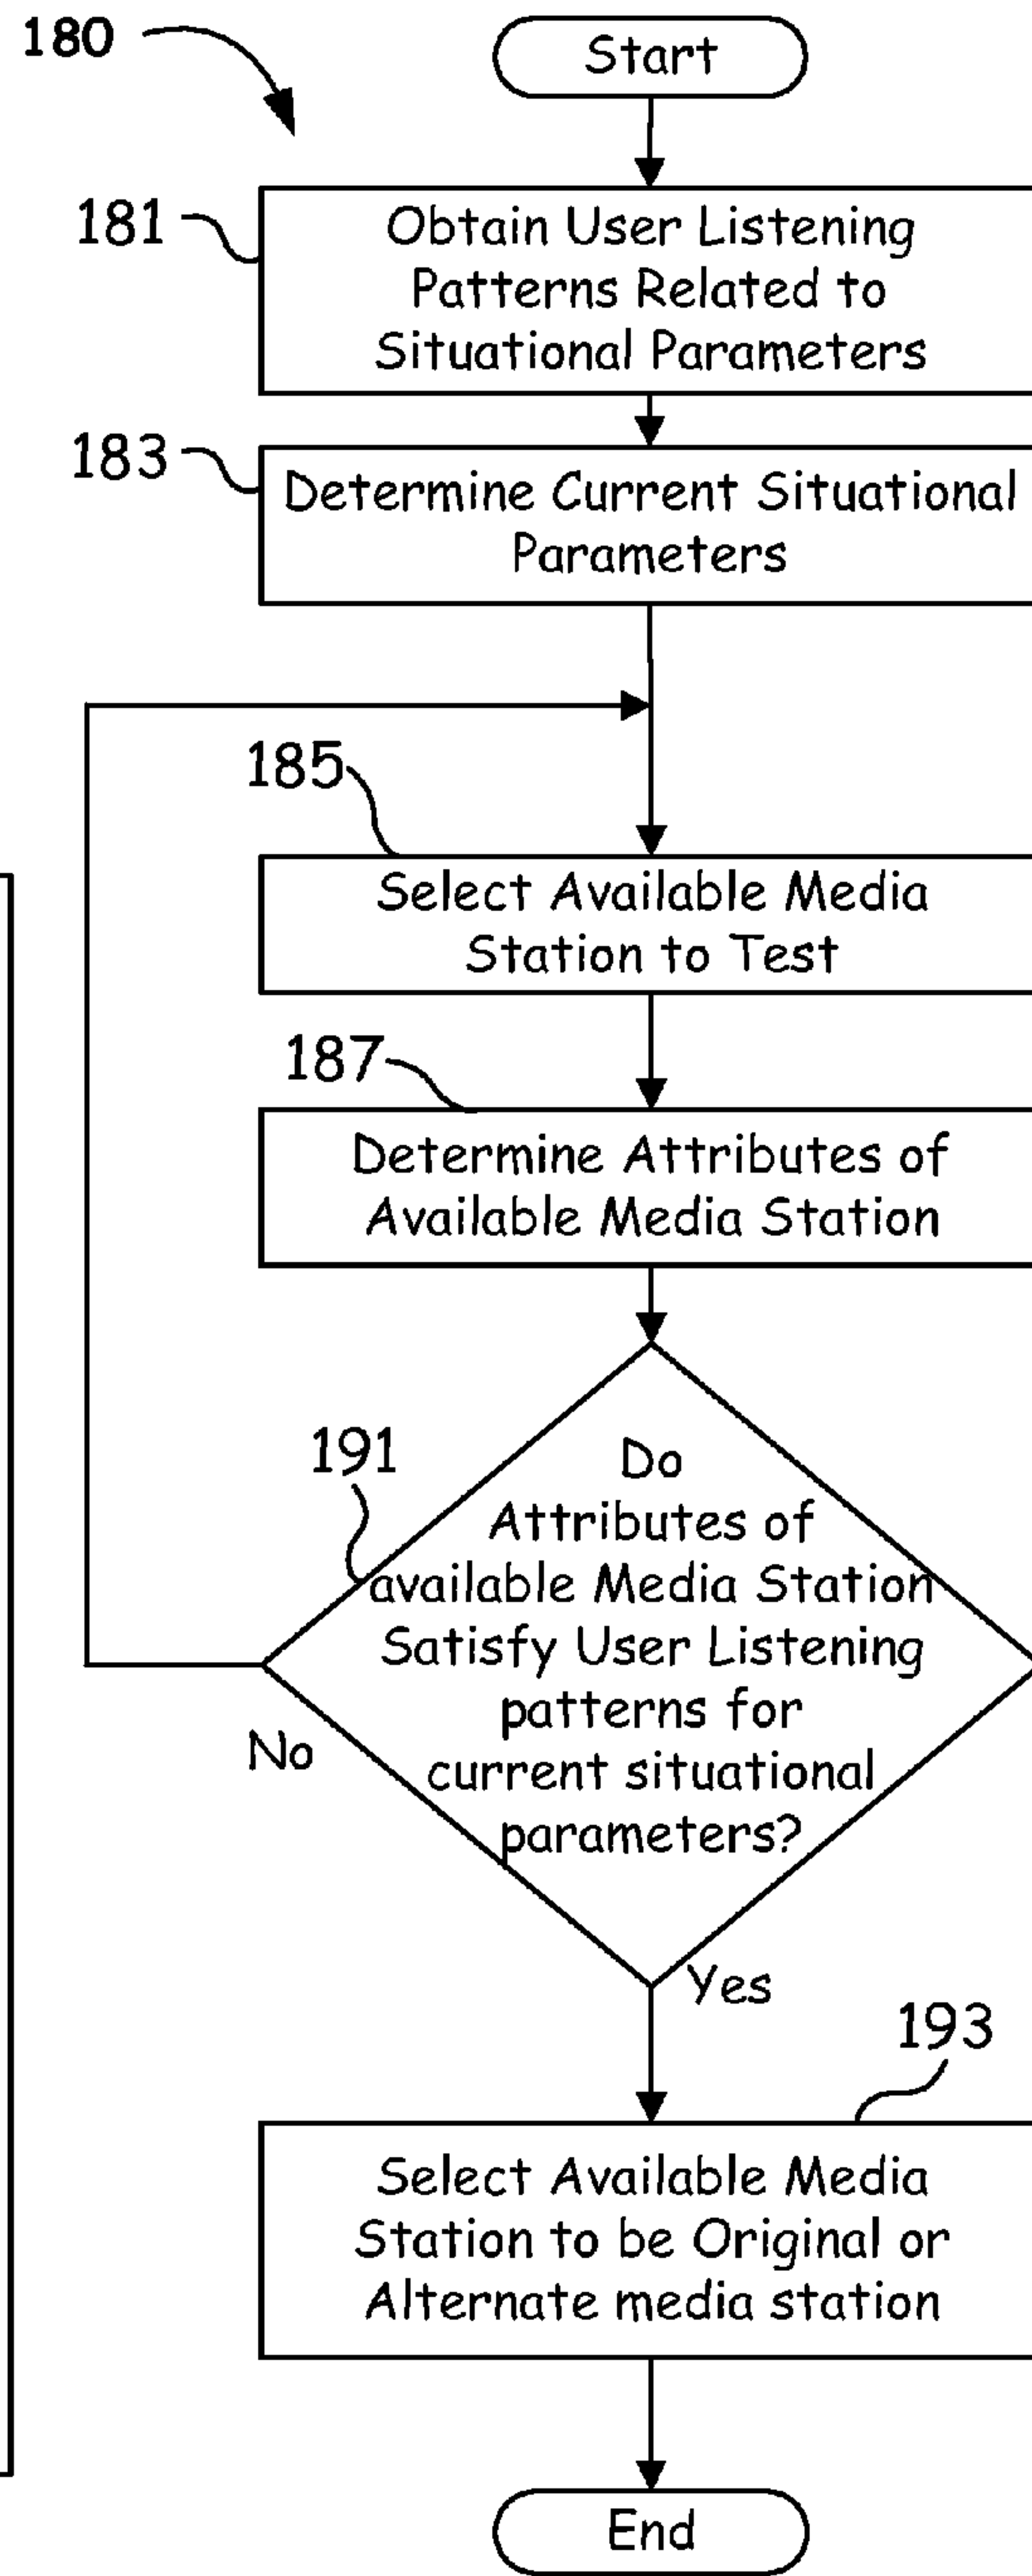 180
Start
181
Obtain User Listening
Patterns Related to
Situational Parameters
183
Determine Current Situational
Parameters
185
Select Available Media
Station to Test
187
Determine Attributes of
Available Media Station
191
Do
Attributes of
available Media Station
Satisfy User Listening
patterns for
current situational
parameters?
No
Yes
193
Select Available Media
Station to be Original or
Alternate media station
End